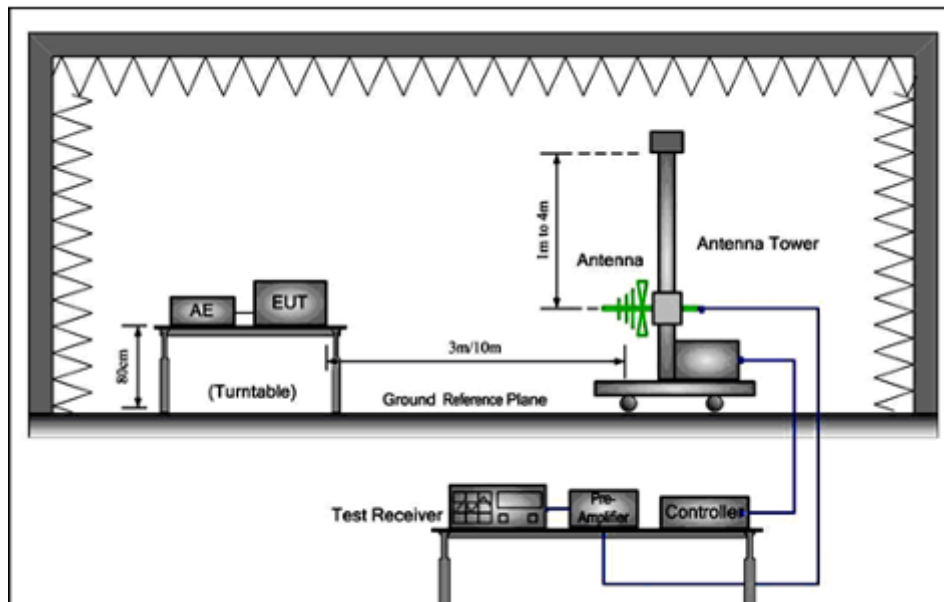 1m to 4m
Antenna
Antenna Tower
AE
EUT
80cm
(Turntable)
3m/10m
Ground Reference Plane
Test Receiver
Pre-
Amplifier
Controller